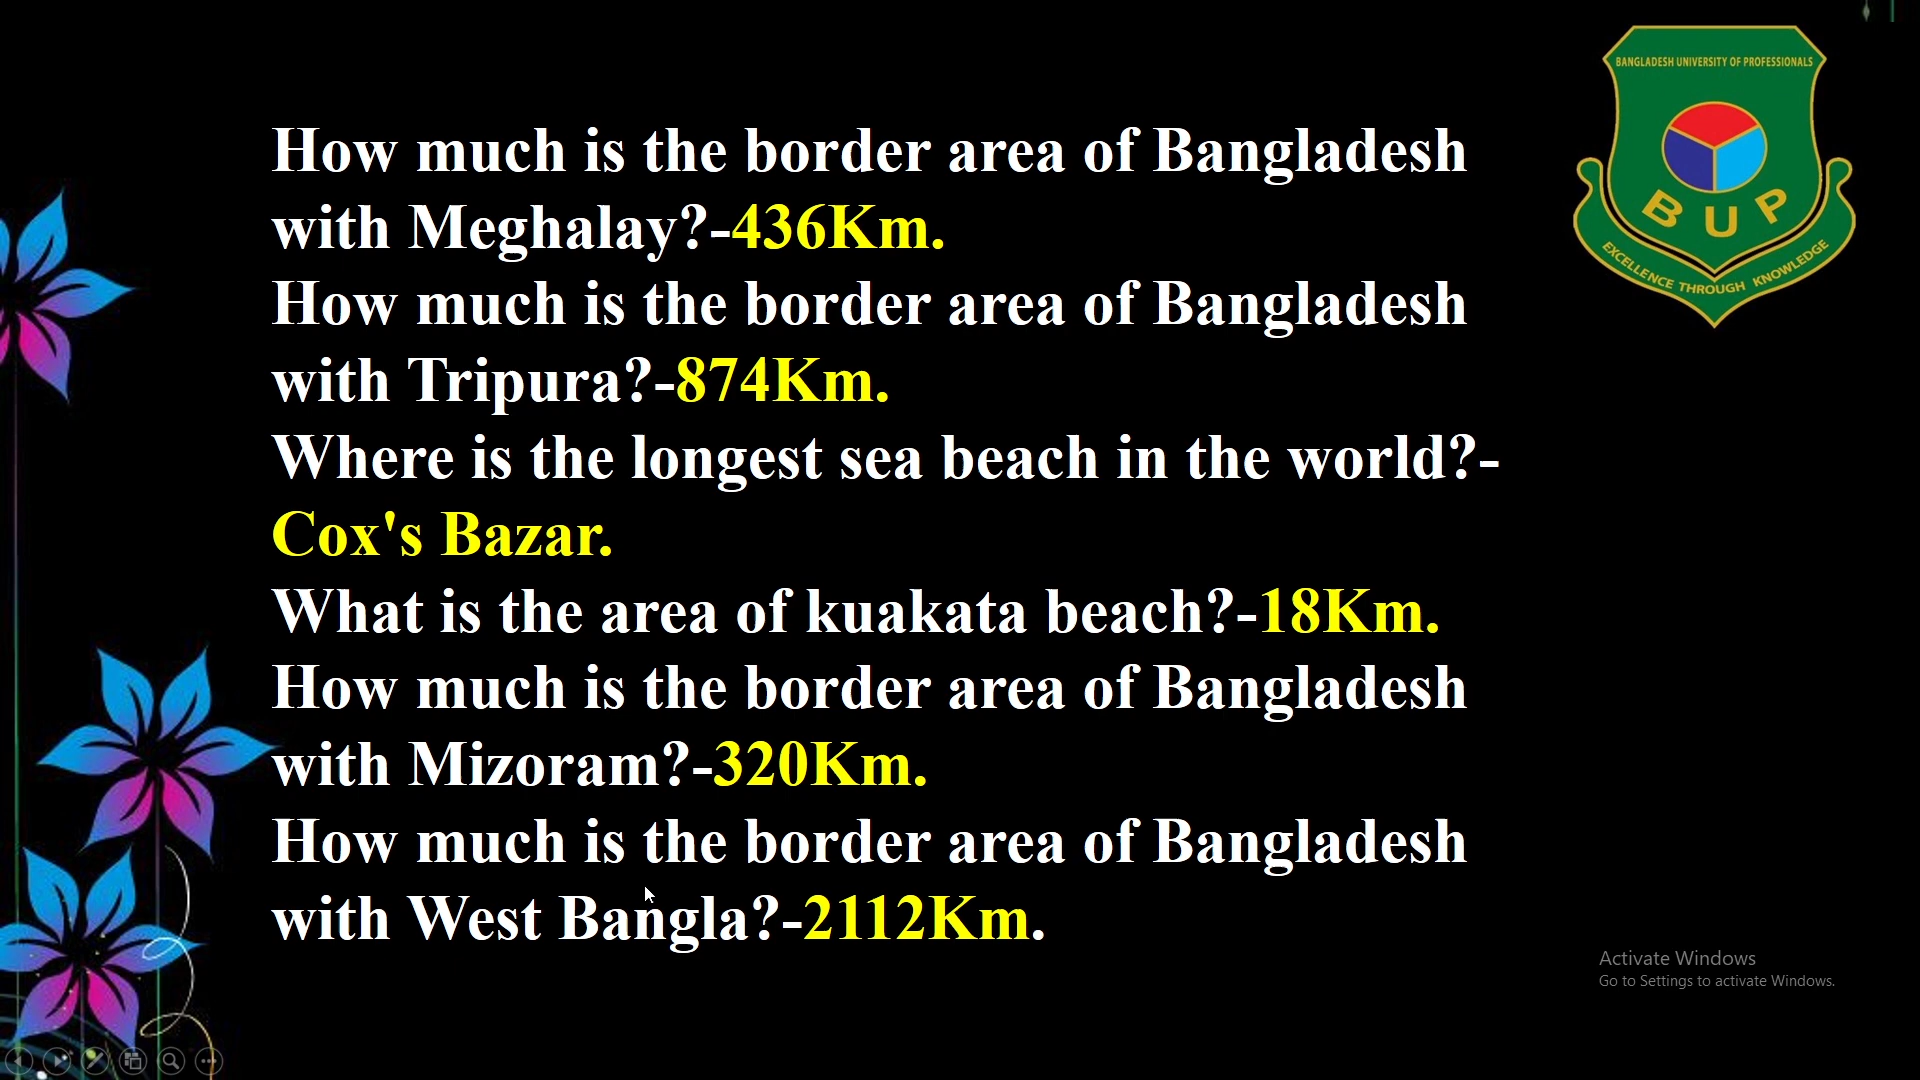 BANGLADESH UNIVERSITY OF PROFESSIONALS
BUP
EXCELLENCE THROUGH KNOWLEDGE
How much is the border area of Bangladesh
with Meghalay?-436Km.
How much is the border area of Bangladesh
with Tripura?-874Km.
Where is the longest sea beach in the world?-
Cox's Bazar.
What is the area of kuakata beach?-18Km.
How much is the border area of Bangladesh
with Mizoram?-320Km.
How much is the border area of Bangladesh
with West Bangla?-2112Km.
Activate Windows
Go to Settings to activate Windows.